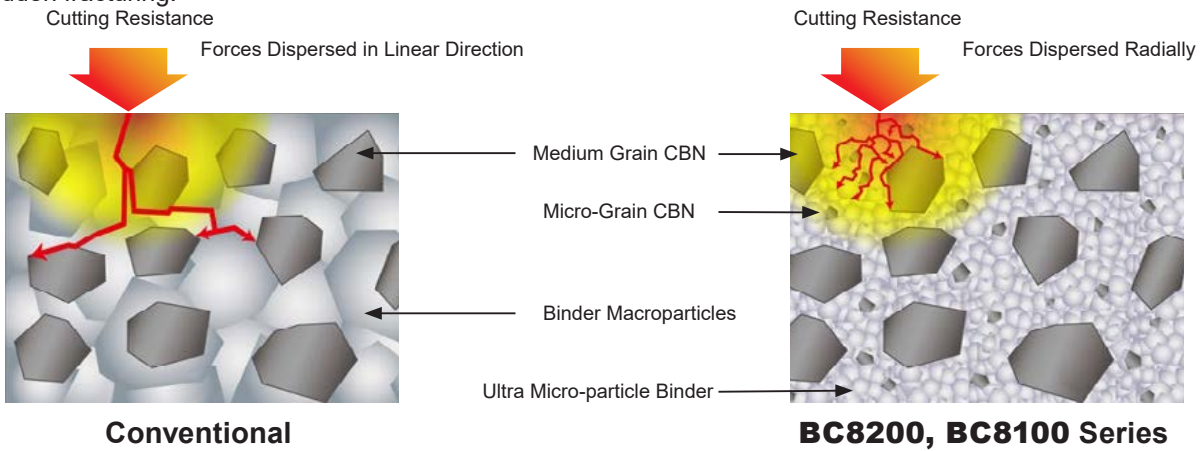 fracturing.
Cutting Resistance
Forces Dispersed in Linear Direction
Cutting Resistance
Forces Dispersed Radially
Medium Grain CBN
Micro-Grain CBN
Binder Macroparticles
Ultra Micro-particle Binder
Conventional
BC8200, BC8100 Series